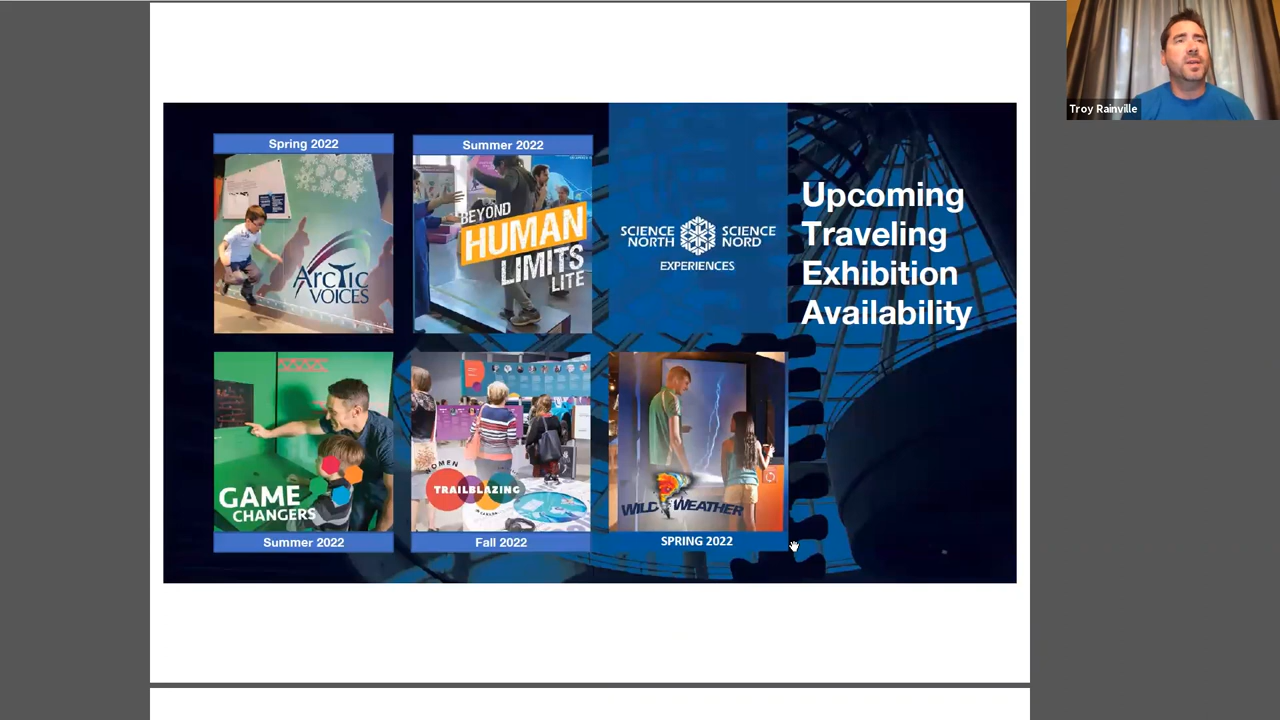 Troy Rainville
Spring 2022
Summer 2022
ARCTIC
VOICES
BEYOND
HUMAN
LIMITS
LITE
SCIENCE NORTH
SCIENCE NORD
EXPERIENCES
Upcoming
Traveling
Exhibition
Availability
GAME
CHANGERS
Summer 2022
WOMEN
TRAILBLAZING
Fall 2022
WILD WEATHER
SPRING 2022